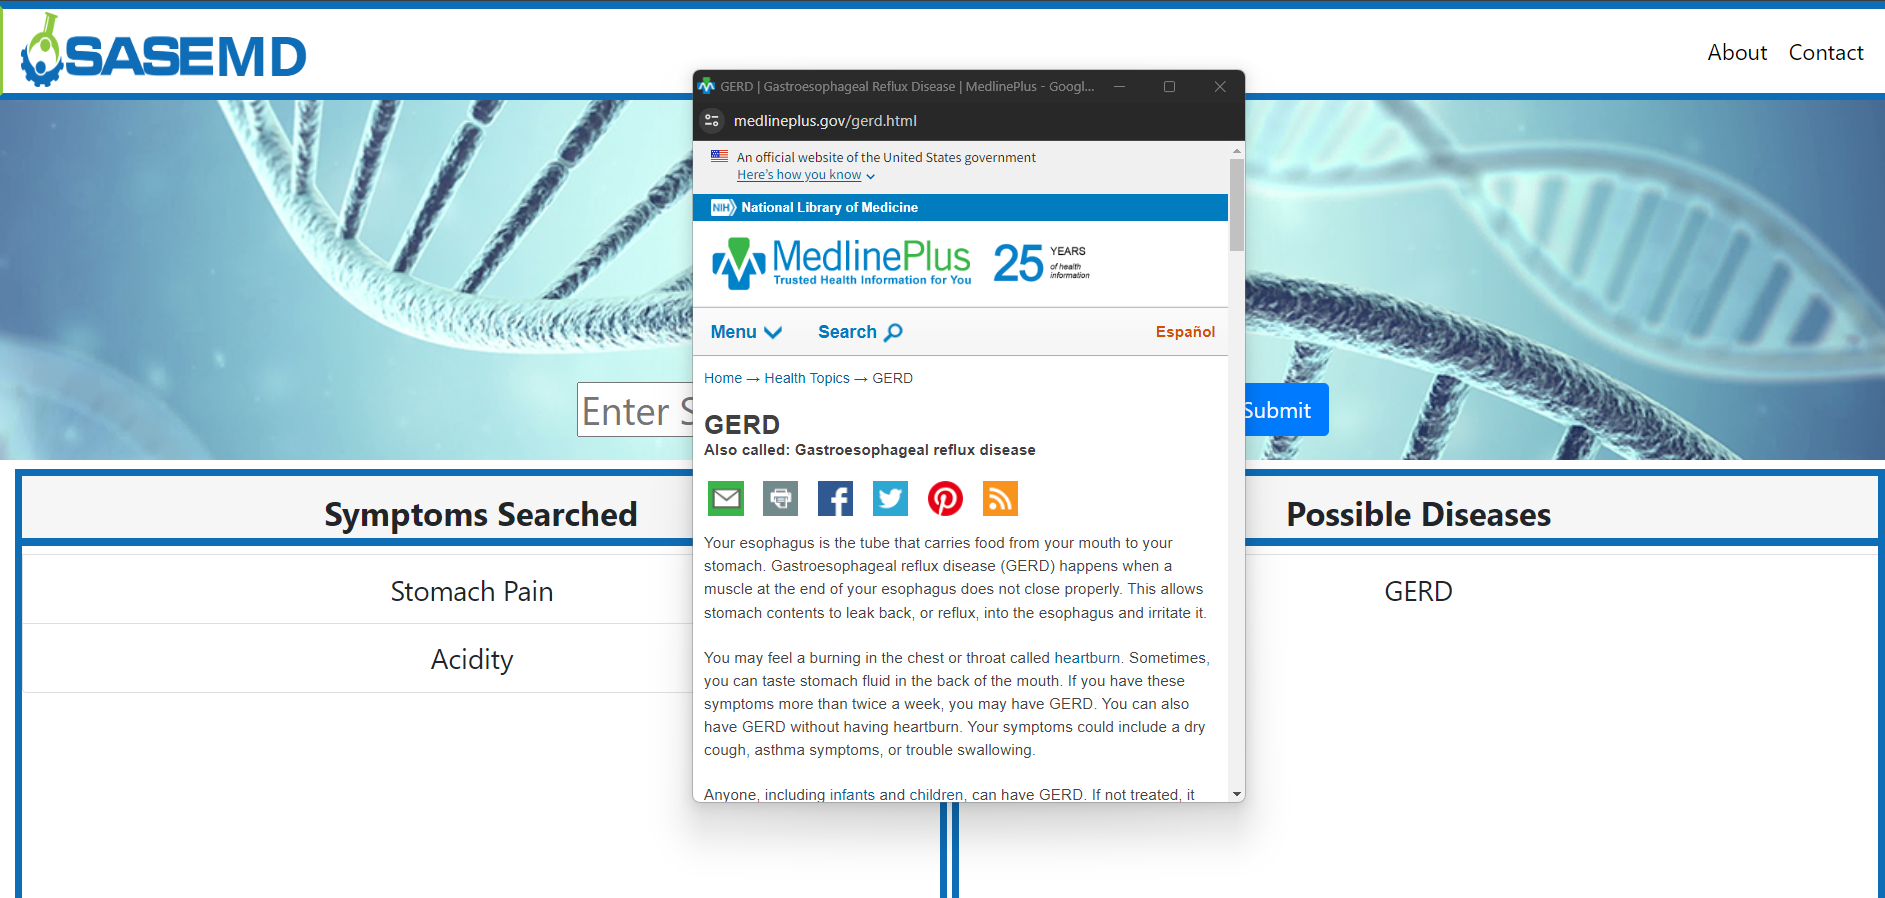 SASEMD
About Contact
GERD | Gastroesophageal Reflux Disease | MedlinePlus - Googl...
medlineplus.gov/gerd.html
An official website of the United States government
Here's how you know
NIH National Library of Medicine
MedlinePlus
Trusted Health Information for You
25 YEARS
of health
information
Menu Search Español
Home → Health Topics → GERD
Enter
Submit
GERD
Also called: Gastroesophageal reflux disease
Symptoms Searched
Possible Diseases
Your esophagus is the tube that carries food from your mouth to your
stomach. Gastroesophageal reflux disease (GERD) happens when a
muscle at the end of your esophagus does not close properly. This allows
stomach contents to leak back, or reflux, into the esophagus and irritate it.
Stomach Pain
GERD
Acidity
You may feel a burning in the chest or throat called heartburn. Sometimes,
you can taste stomach fluid in the back of the mouth. If you have these
symptoms more than twice a week, you may have GERD. You can also
have GERD without having heartburn. Your symptoms could include a dry
cough, asthma symptoms, or trouble swallowing.
Anyone, including infants and children, can have GERD. If not treated, it